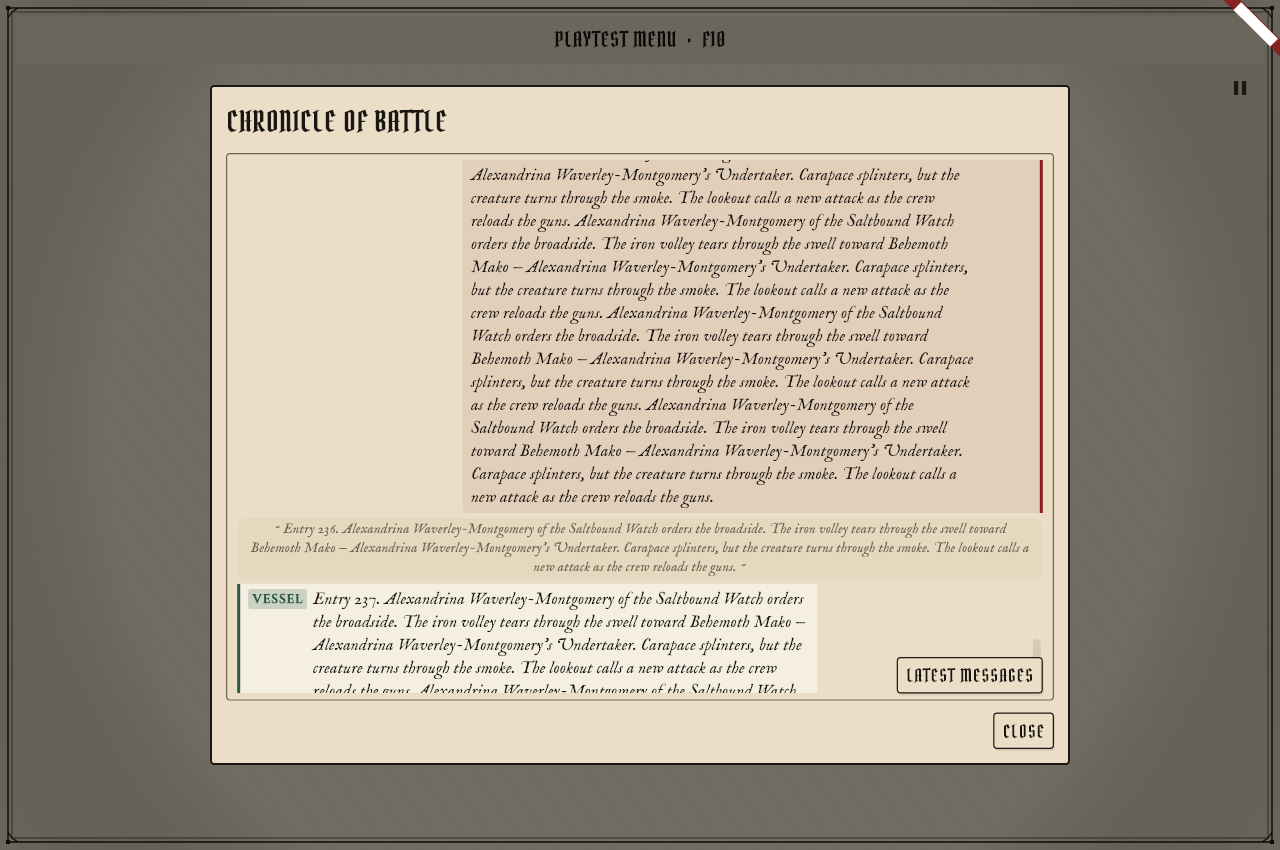 PLAYTEST MENU · F10
CHRONICLE OF BATTLE
Alexandrina Waverley-Montgomery's Undertaker. Carapace splinters, but the
creature turns through the smoke. The lookout calls a new attack as the crew
reloads the guns. Alexandrina Waverley-Montgomery of the Saltbound Watch
orders the broadside. The iron volley tears through the swell toward Behemoth
Mako — Alexandrina Waverley-Montgomery's Undertaker. Carapace splinters,
but the creature turns through the smoke. The lookout calls a new attack as the
crew reloads the guns. Alexandrina Waverley-Montgomery of the Saltbound
Watch orders the broadside. The iron volley tears through the swell toward
Behemoth Mako — Alexandrina Waverley-Montgomery's Undertaker. Carapace
splinters, but the creature turns through the smoke. The lookout calls a new attack
as the crew reloads the guns. Alexandrina Waverley-Montgomery of the
Saltbound Watch orders the broadside. The iron volley tears through the swell
toward Behemoth Mako — Alexandrina Waverley-Montgomery's Undertaker.
Carapace splinters, but the creature turns through the smoke. The lookout calls a
new attack as the crew reloads the guns.
~ Entry 236. Alexandrina Waverley-Montgomery of the Saltbound Watch orders the broadside. The iron volley tears through the swell toward
Behemoth Mako — Alexandrina Waverley-Montgomery's Undertaker. Carapace splinters, but the creature turns through the smoke. The lookout calls a
new attack as the crew reloads the guns. ~
VESSEL Entry 237. Alexandrina Waverley-Montgomery of the Saltbound Watch orders
the broadside. The iron volley tears through the swell toward Behemoth Mako —
Alexandrina Waverley-Montgomery's Undertaker. Carapace splinters, but the
creature turns through the smoke. The lookout calls a new attack as the crew
reloads the guns. Alexandrina Waverley-Montgomery of the Saltbound Watch
LATEST MESSAGES
CLOSE